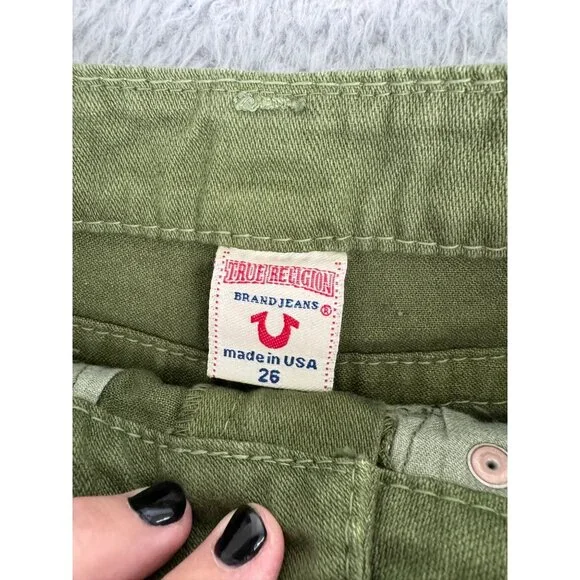 TRUE RELIGION
BRAND JEANS ®
made in USA
26